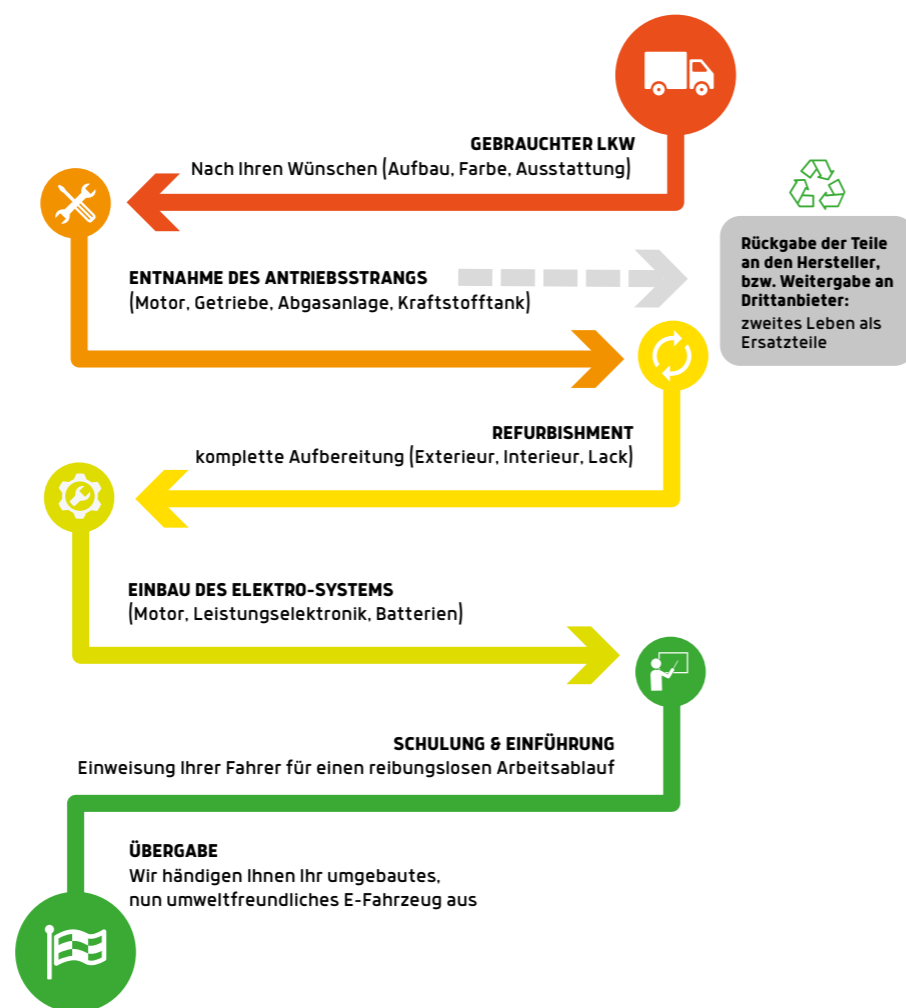 GEBRAUCHTER LKW
Nach Ihren Wünschen (Aufbau, Farbe, Ausstattung)
ENTNAHME DES ANTRIEBSSTRANGS
(Motor, Getriebe, Abgasanlage, Kraftstofftank)
Rückgabe der Teile
an den Hersteller,
bzw. Weitergabe an
Drittanbieter:
zweites Leben als
Ersatzteile
REFURBISHMENT
komplette Aufbereitung (Exterieur, Interieur, Lack)
EINBAU DES ELEKTRO-SYSTEMS
(Motor, Leistungselektronik, Batterien)
SCHULUNG & EINFÜHRUNG
Einweisung Ihrer Fahrer für einen reibungslosen Arbeitsablauf
ÜBERGABE
Wir händigen Ihnen Ihr umgebautes,
nun umweltfreundliches E-Fahrzeug aus